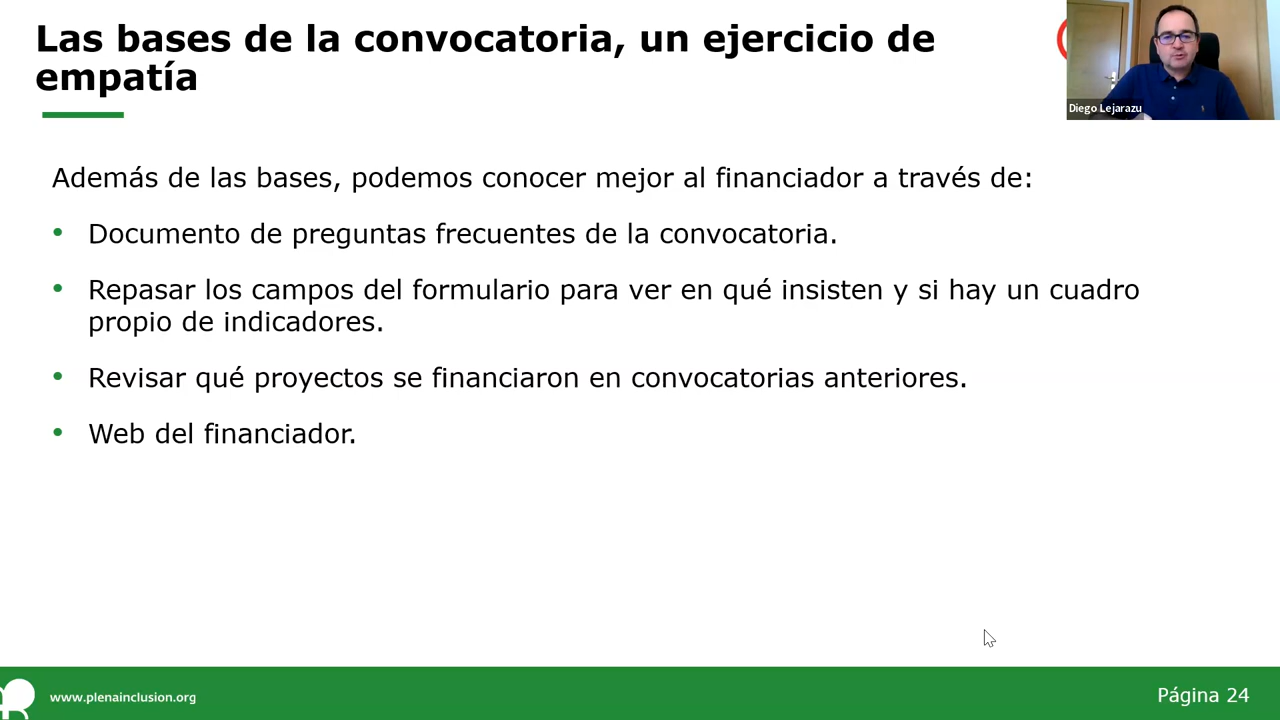 Las bases de la convocatoria, un ejercicio de
empatía
Diego Lejarazu
Además de las bases, podemos conocer mejor al financiador a través de:
• Documento de preguntas frecuentes de la convocatoria.
• Repasar los campos del formulario para ver en qué insisten y si hay un cuadro
propio de indicadores.
• Revisar qué proyectos se financiaron en convocatorias anteriores.
• Web del financiador.
www.plenainclusion.org
Página 24